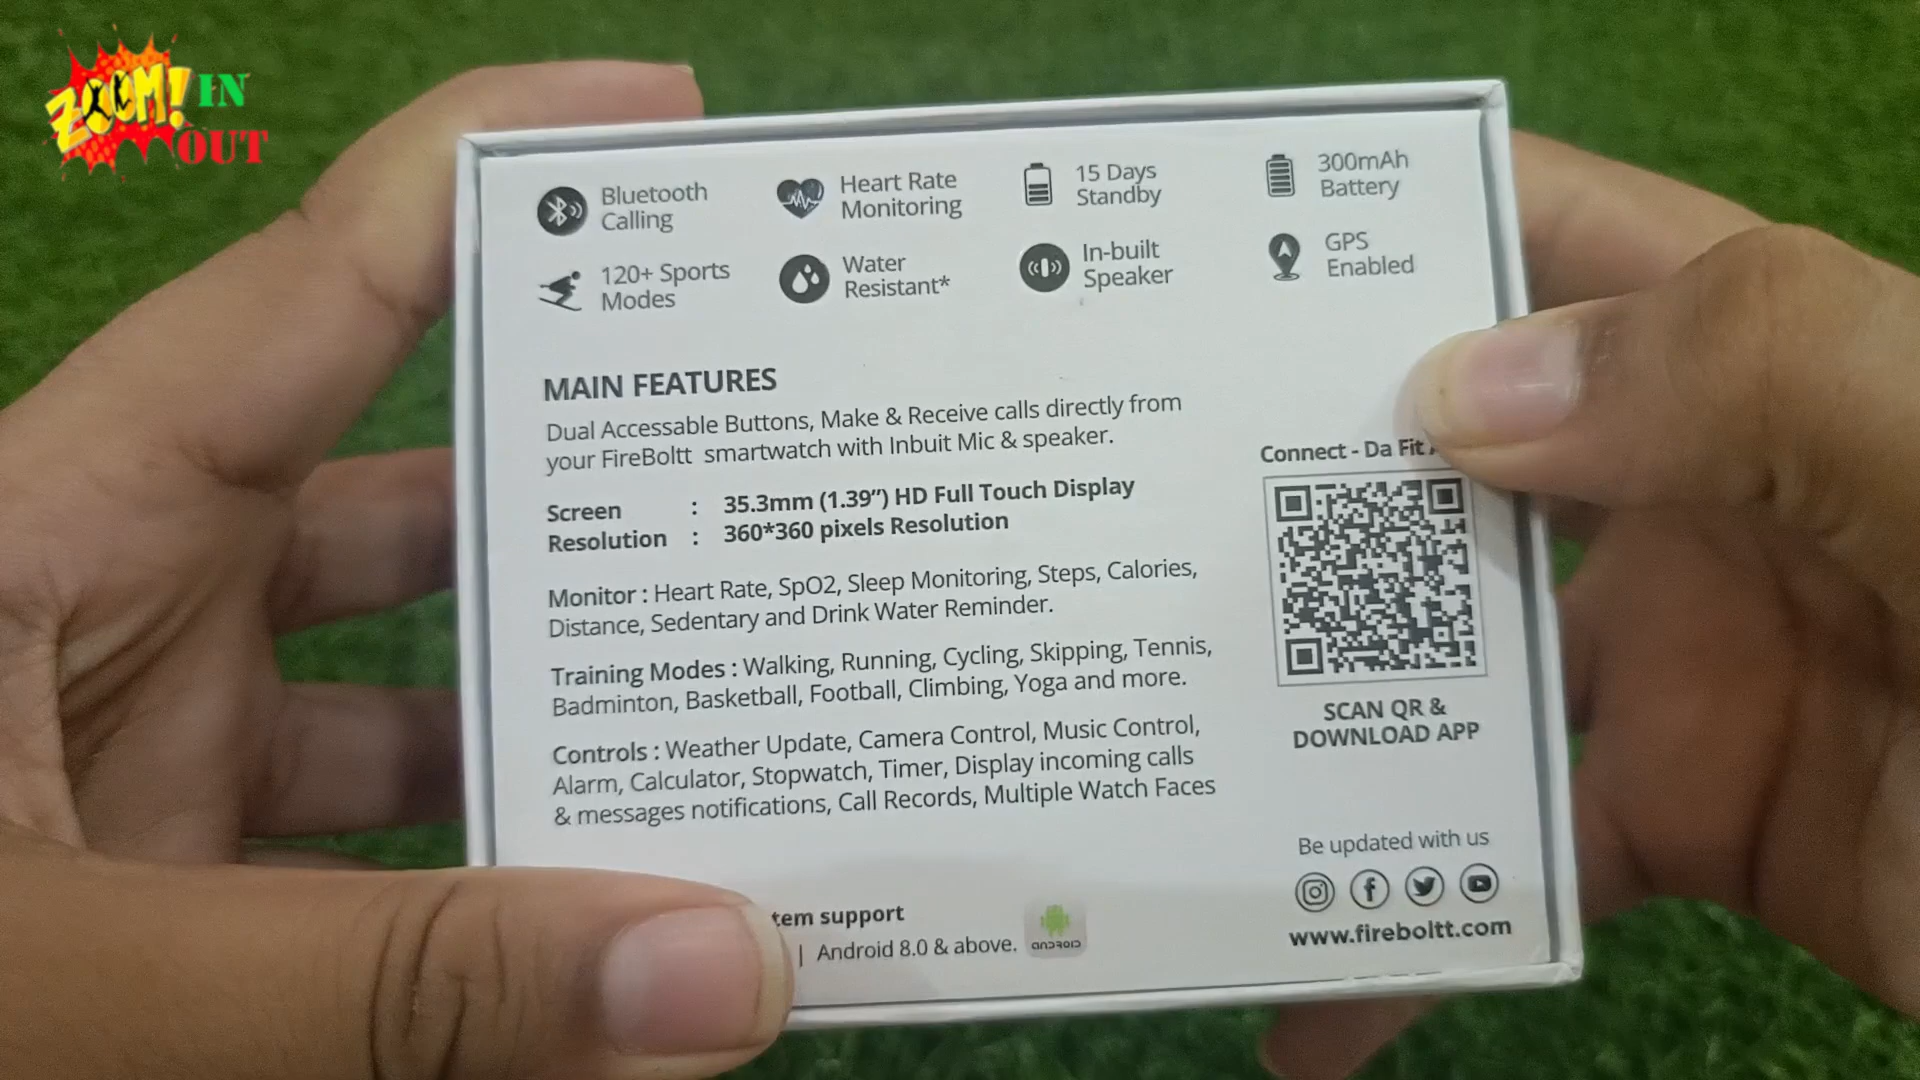 ZOOM! IN
OUT
Bluetooth
Calling
Heart Rate
Monitoring
15 Days
Standby
300mAh
Battery
120+ Sports
Modes
Water
Resistant*
In-built
Speaker
GPS
Enabled
MAIN FEATURES
Dual Accessable Buttons, Make & Receive calls directly from
your FireBoltt smartwatch with Inbuit Mic & speaker.
Screen : 35.3mm (1.39”) HD Full Touch Display
Resolution : 360*360 pixels Resolution
Monitor : Heart Rate, SpO2, Sleep Monitoring, Steps, Calories,
Distance, Sedentary and Drink Water Reminder.
Training Modes : Walking, Running, Cycling, Skipping, Tennis,
Badminton, Basketball, Football, Climbing, Yoga and more.
Controls : Weather Update, Camera Control, Music Control,
Alarm, Calculator, Stopwatch, Timer, Display incoming calls
& messages notifications, Call Records, Multiple Watch Faces
tem support
| Android 8.0 & above.
ANDROID
Connect - Da Fit
SCAN QR &
DOWNLOAD APP
Be updated with us
www.fireboltt.com